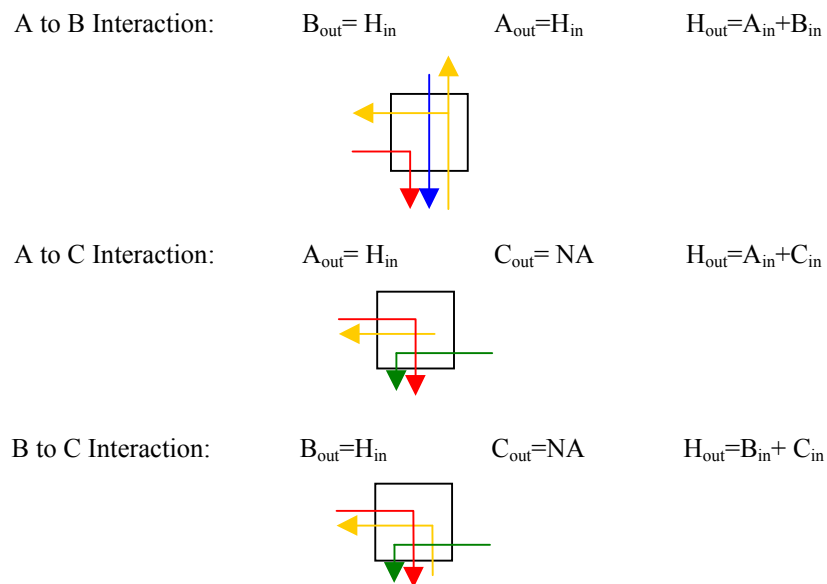 A to B Interaction: B_out= H_in A_out=H_in H_out=A_in+B_in
A to C Interaction: A_out= H_in C_out= NA H_out=A_in+C_in
B to C Interaction: B_out=H_in C_out=NA H_out=B_in+ C_in